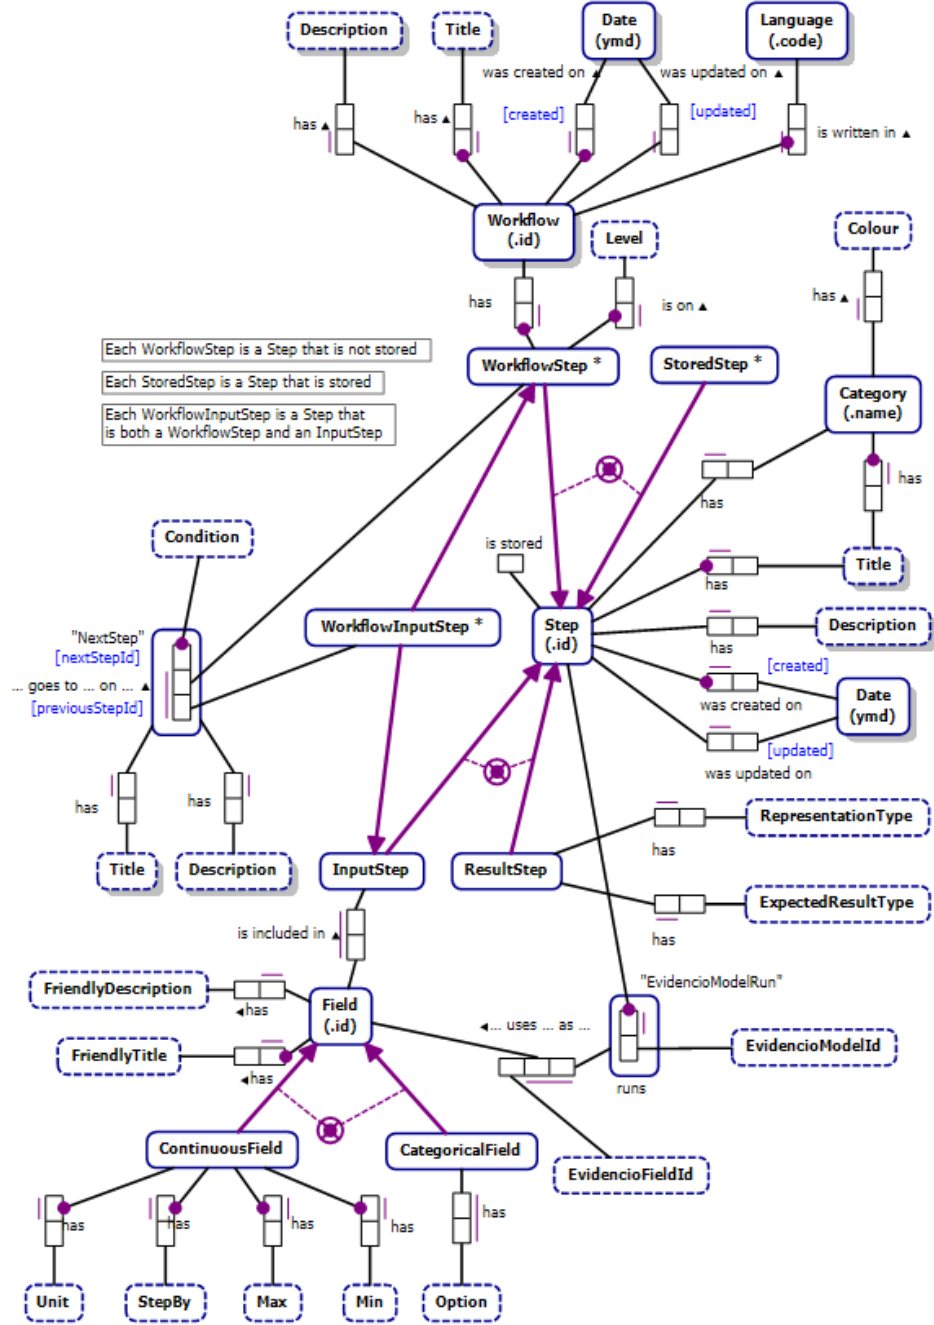 Description
Title
Date
(ymd)
Language
(.code)
was created on ▲
was updated on ▲
has ▲
has ▲
[created]
[updated]
is written in ▲
Workflow
(.id)
Level
Colour
has
is on ▲
has ▲
Each WorkflowStep is a Step that is not stored
Each StoredStep is a Step that is stored
Each WorkflowInputStep is a Step that
is both a WorkflowStep and an InputStep
WorkflowStep *
StoredStep *
Category
(.name)
has
has
Condition
is stored
Title
has
"NextStep"
[nextStepId]
... goes to ... on ... ▲
[previousStepId]
WorkflowInputStep *
Step
(.id)
Description
has
[created]
was created on
Date
(ymd)
[updated]
was updated on
has
has
Title
Description
InputStep
ResultStep
RepresentationType
has
ExpectedResultType
has
is included in ▲
FriendlyDescription
◄has
Field
(.id)
FriendlyTitle
◄has
"EvidencioModelRun"
◄... uses ... as ...
EvidencioModelId
runs
ContinuousField
CategoricalField
EvidencioFieldId
has
has
has
has
has
Unit
StepBy
Max
Min
Option